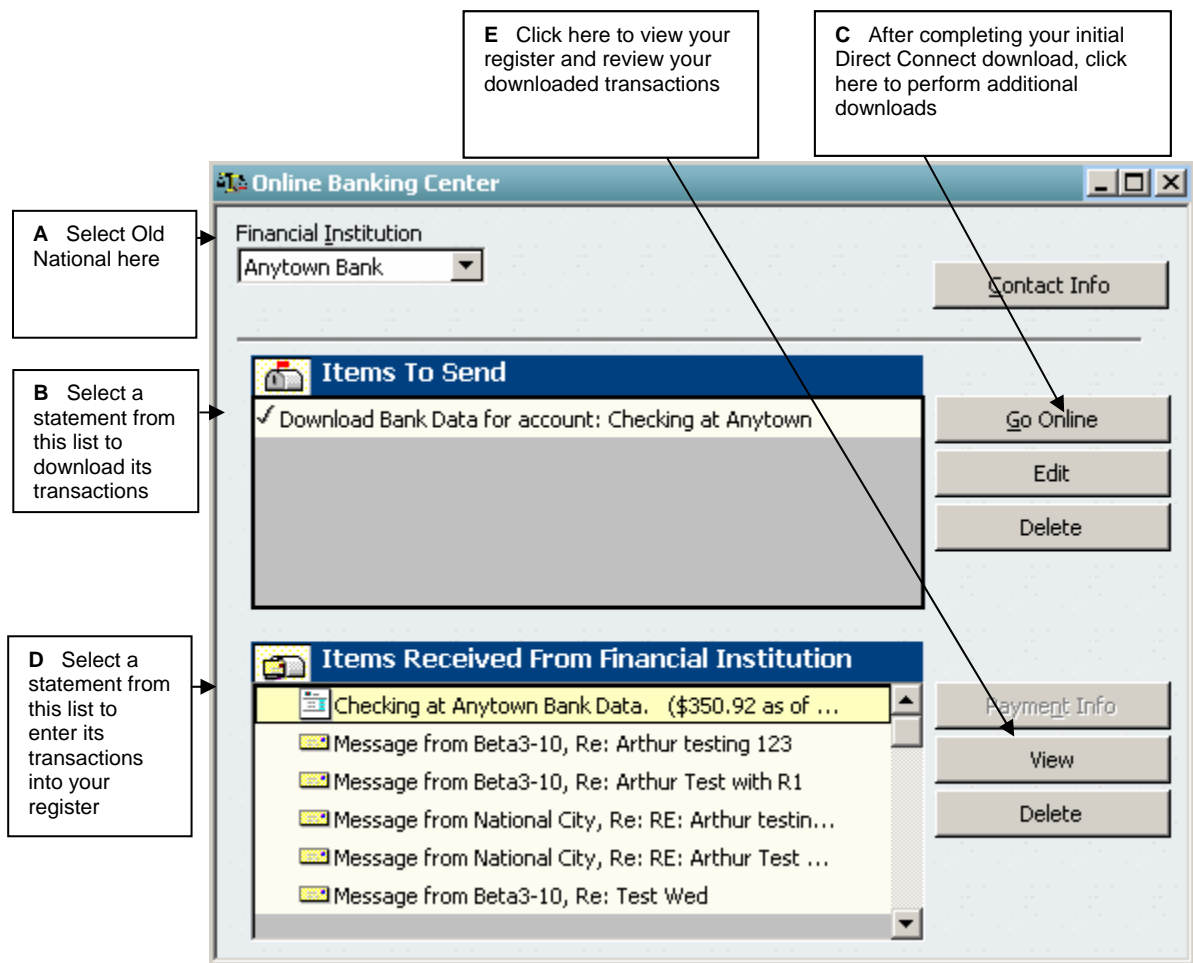 E Click here to view your
register and review your
downloaded transactions
C After completing your initial
Direct Connect download, click
here to perform additional
downloads
Online Banking Center
A Select Old
National here
Financial Institution
Anytown Bank
Contact Info
B Select a
statement from
this list to
download its
transactions
Items To Send
✓ Download Bank Data for account: Checking at Anytown
Go Online
Edit
Delete
D Select a
statement from
this list to
enter its
transactions
into your
register
Items Received From Financial Institution
Checking at Anytown Bank Data. ($350.92 as of ...
Message from Beta3-10, Re: Arthur testing 123
Message from Beta3-10, Re: Arthur Test with R1
Message from National City, Re: RE: Arthur testin...
Message from National City, Re: RE: Arthur Test ...
Message from Beta3-10, Re: Test Wed
Payment Info
View
Delete